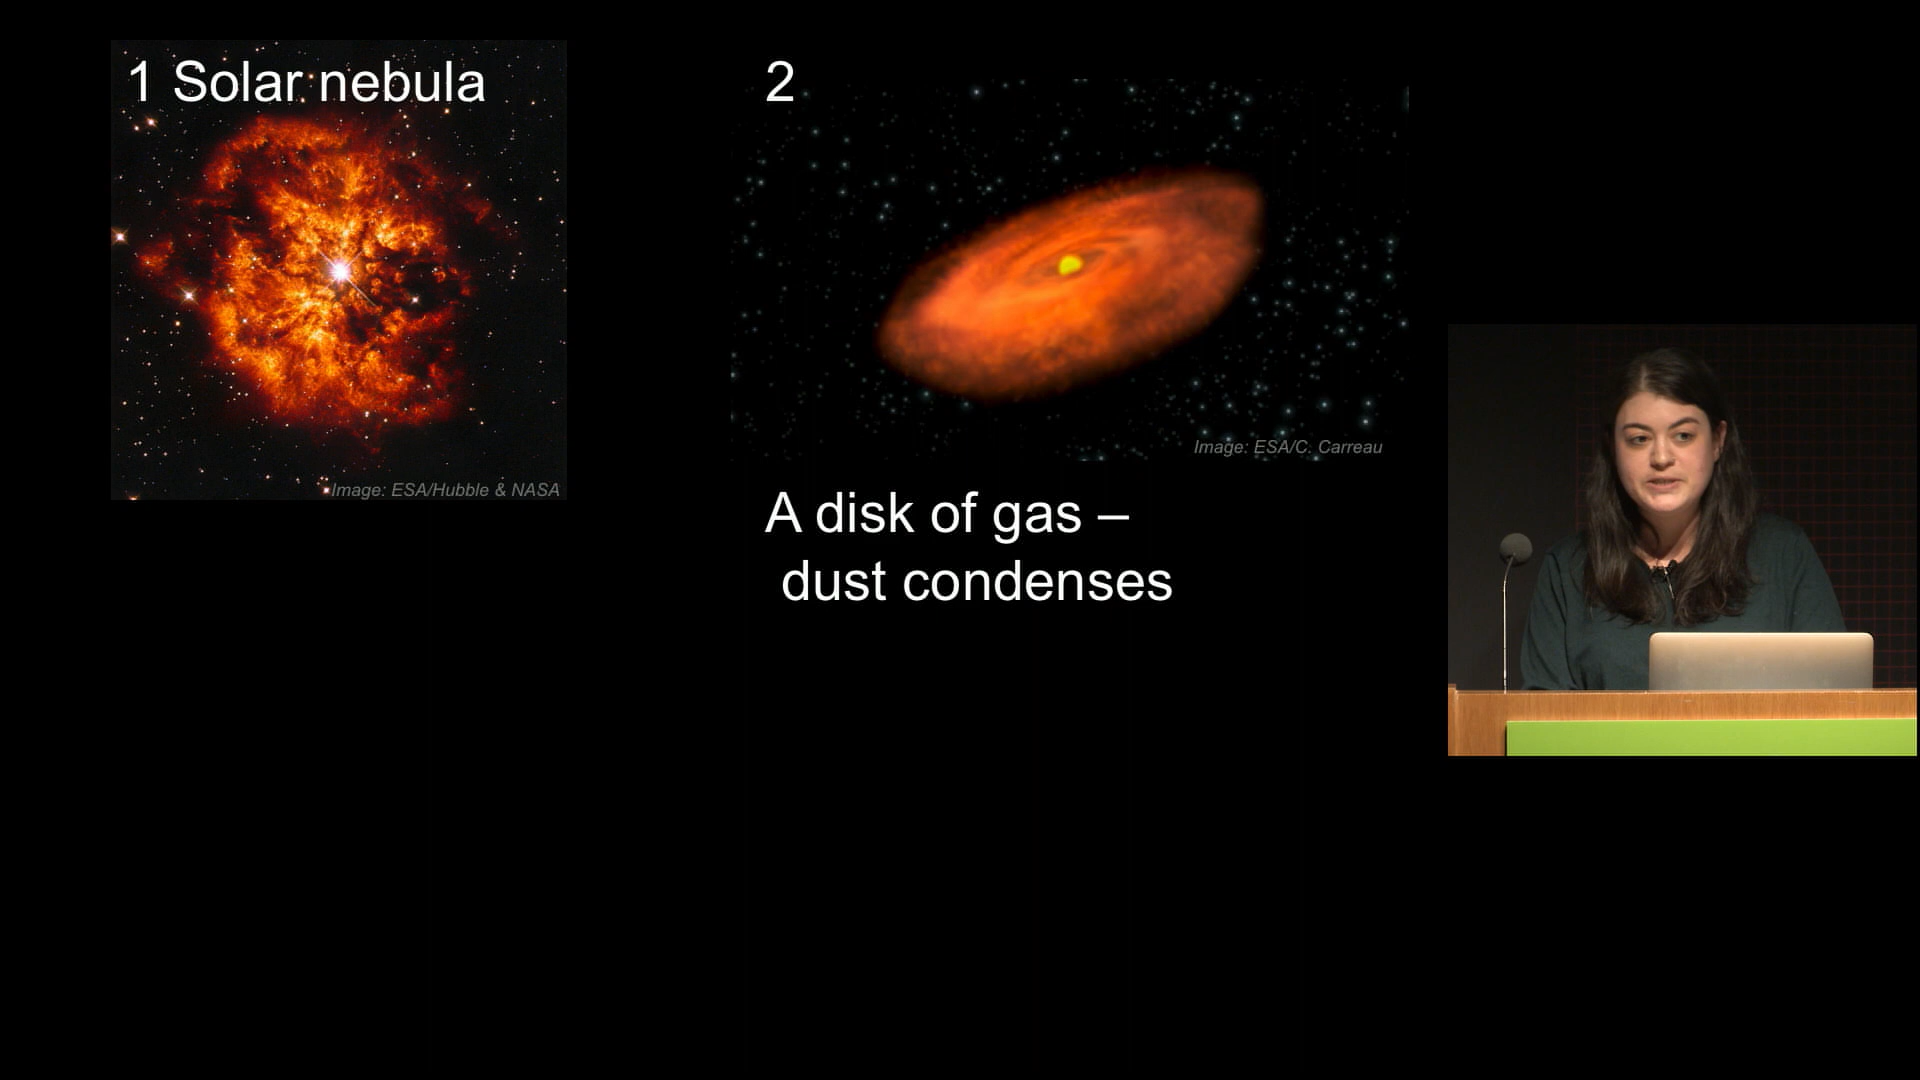 1 Solar nebula
Image: ESA/Hubble & NASA
2
Image: ESA/C. Carreau
A disk of gas –
dust condenses